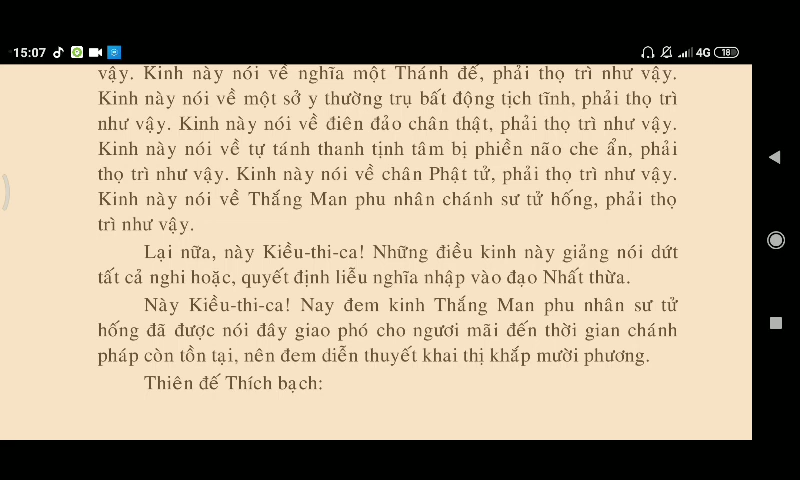 15:07
4G 18
vậy. Kinh này nói về nghĩa một Thánh đế, phải thọ trì như vậy.
Kinh này nói về một sở y thường trụ bất động tịch tĩnh, phải thọ trì
như vậy. Kinh này nói về điên đảo chân thật, phải thọ trì như vậy.
Kinh này nói về tự tánh thanh tịnh tâm bị phiền não che ẩn, phải
thọ trì như vậy. Kinh này nói về chân Phật tử, phải thọ trì như vậy.
Kinh này nói về Thắng Man phu nhân chánh sư tử hống, phải thọ
trì như vậy.
Lại nữa, này Kiều-thi-ca! Những điều kinh này giảng nói dứt
tất cả nghi hoặc, quyết định liễu nghĩa nhập vào đạo Nhất thừa.
Này Kiều-thi-ca! Nay đem kinh Thắng Man phu nhân sư tử
hống đã được nói đây giao phó cho ngươi mãi đến thời gian chánh
pháp còn tồn tại, nên đem diễn thuyết khai thị khắp mười phương.
Thiên đế Thích bạch: